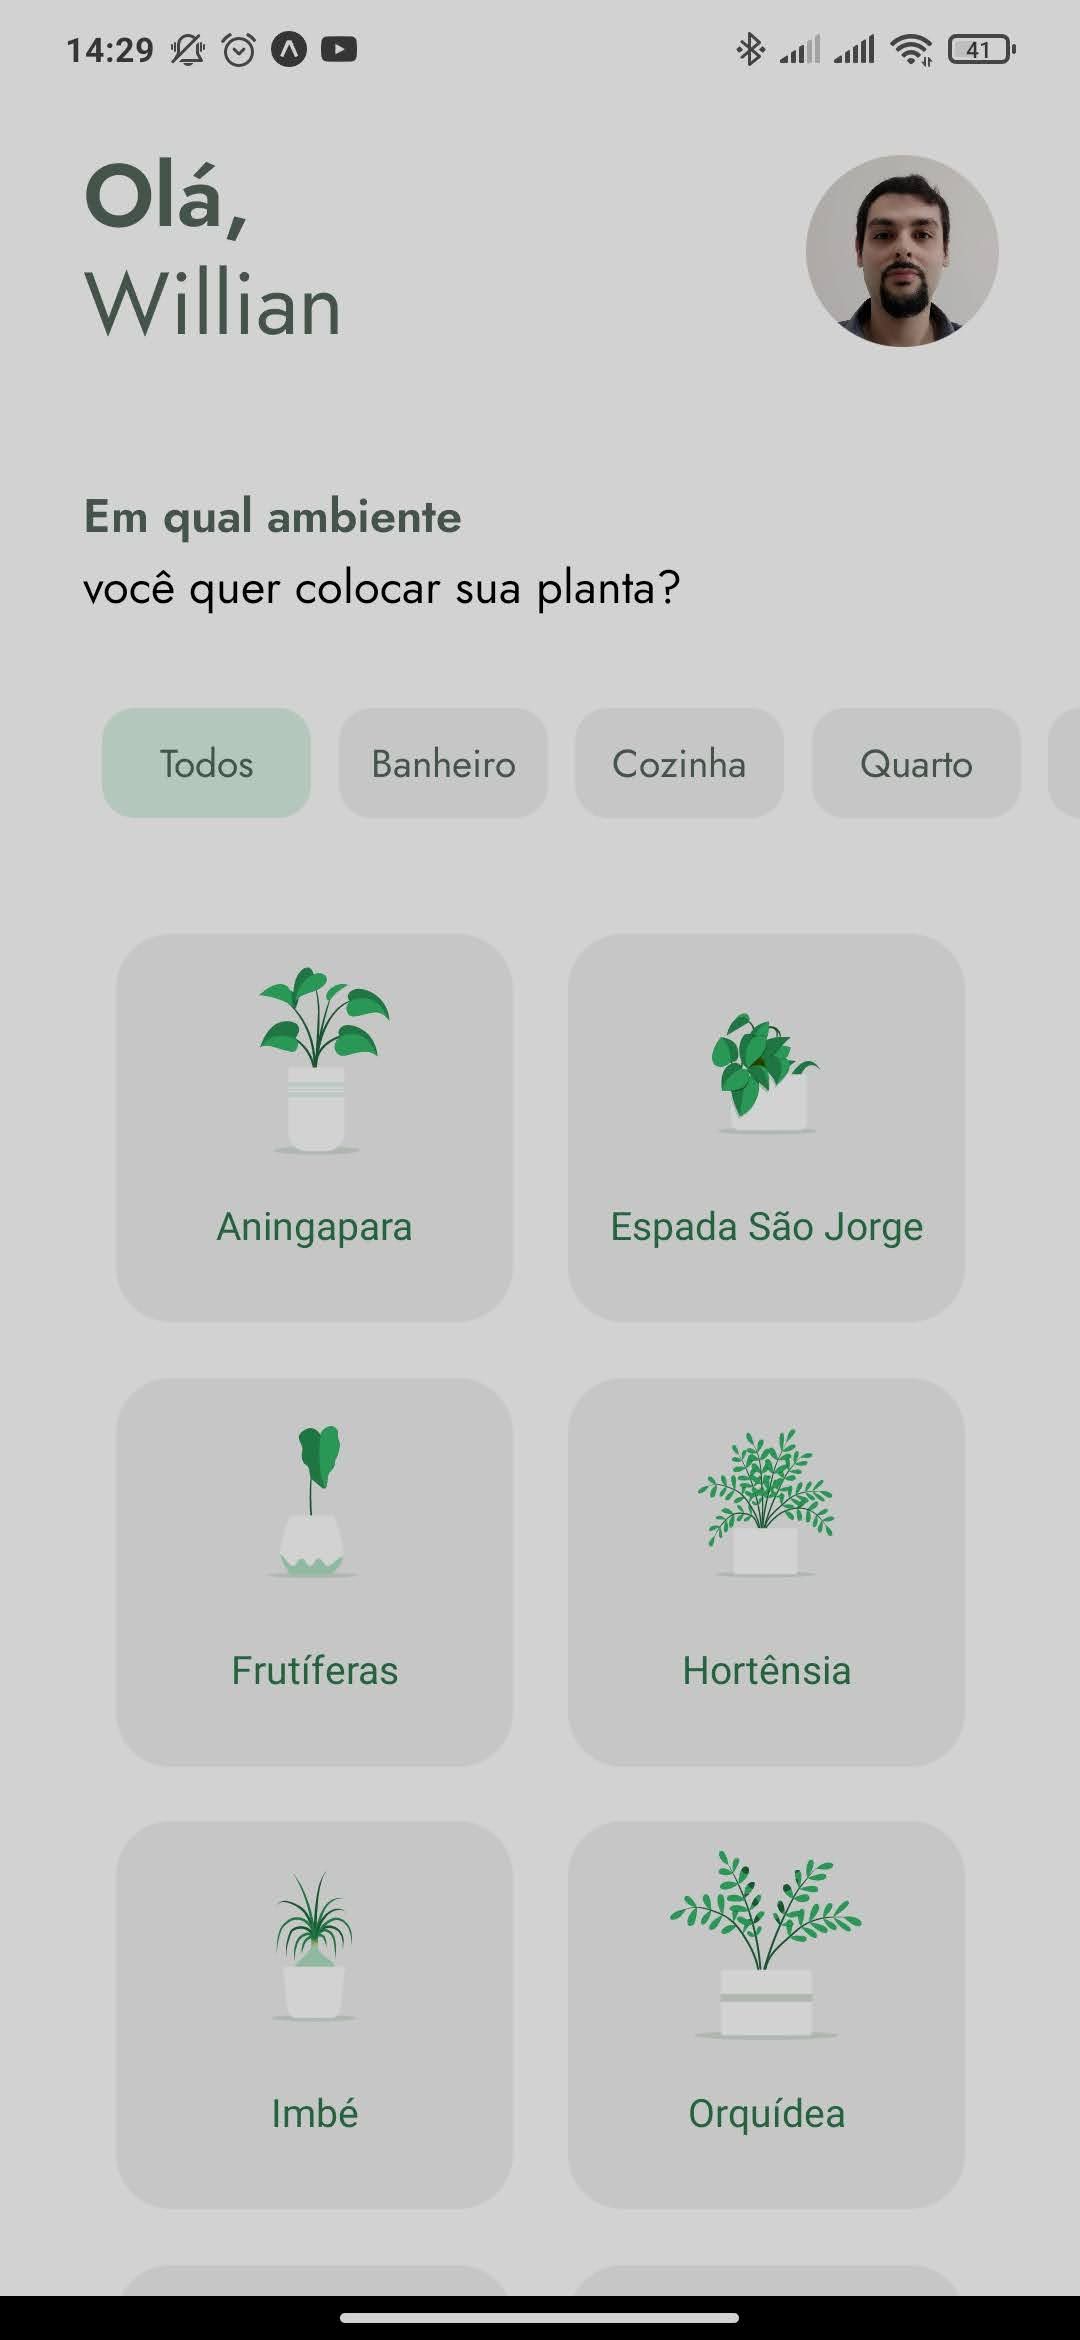 14:29
41
Olá,
Willian
Em qual ambiente
você quer colocar sua planta?
Todos
Banheiro
Cozinha
Quarto
Aningapara
Espada São Jorge
Frutíferas
Hortênsia
Imbé
Orquídea